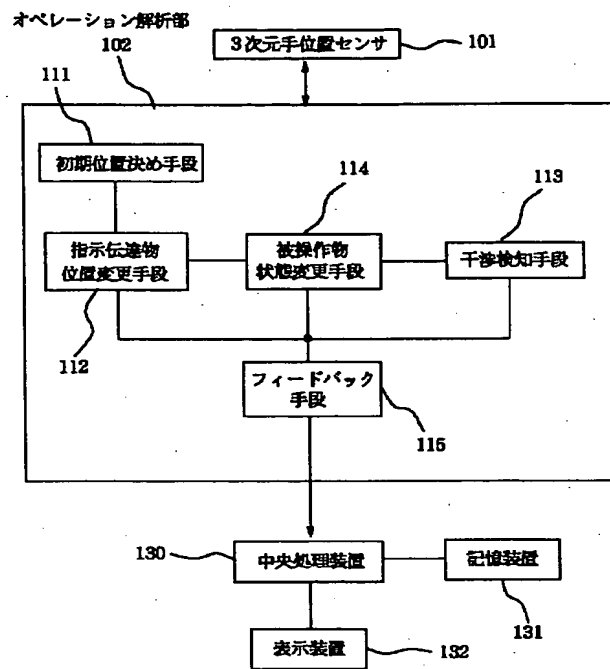 オペレーション解析部
102
3次元手位置センサ
101
111
初期位置決め手段
114
113
指示伝達物
位置変更手段
被操作物
状態変更手段
干渉検知手段
112
フィードバック
手段
115
130
中央処理装置
記憶装置
131
表示装置
132